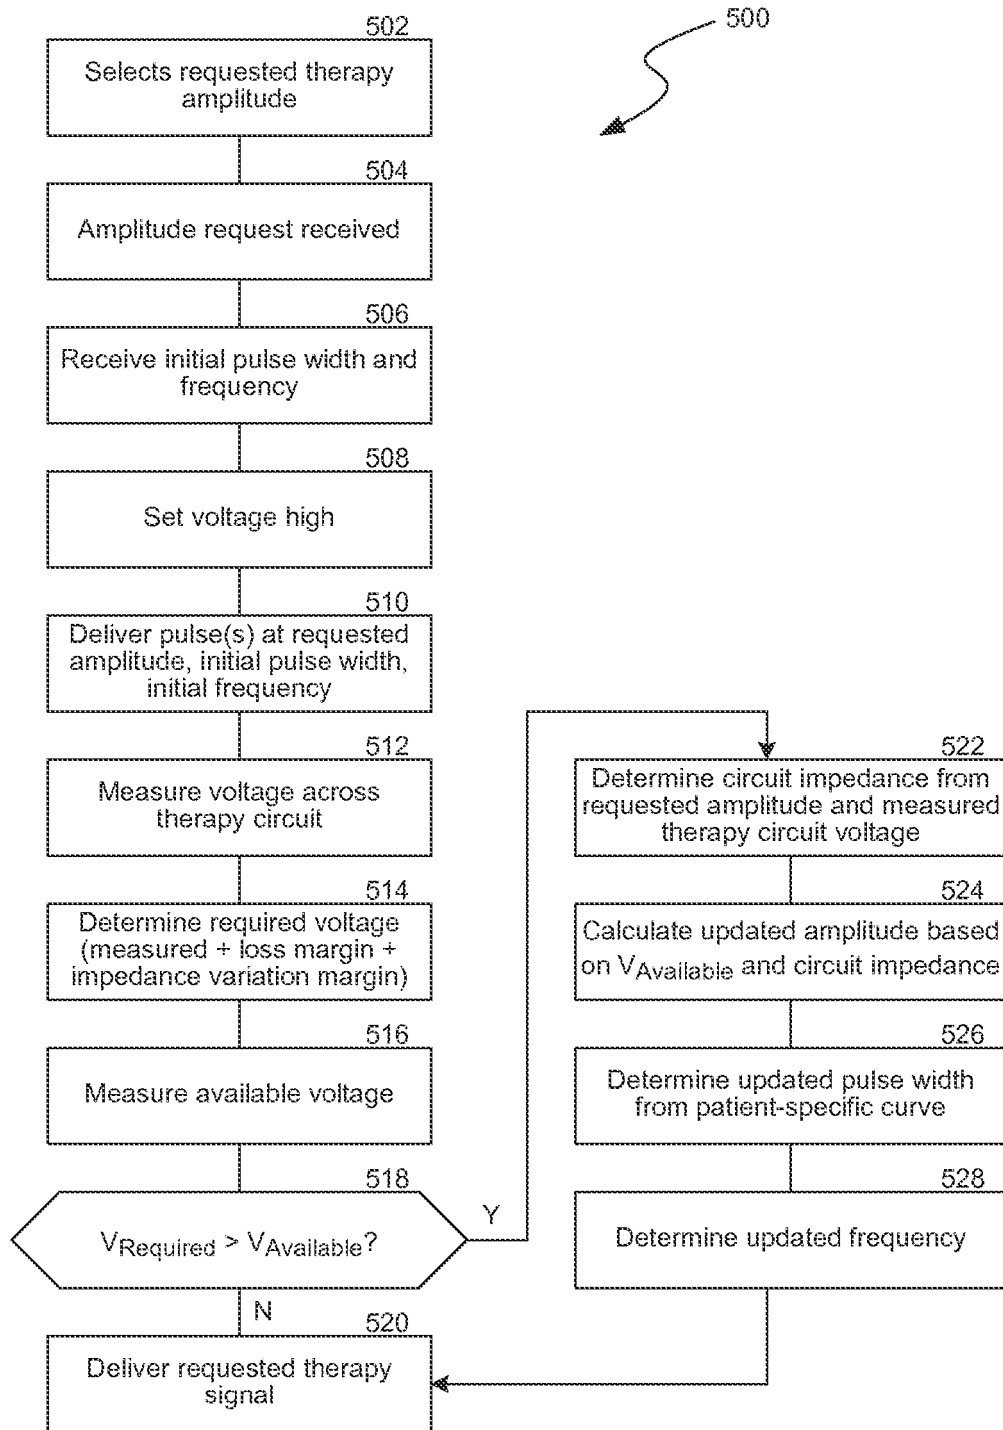 500
502
Selects requested therapy
amplitude
504
Amplitude request received
506
Receive initial pulse width and
frequency
508
Set voltage high
510
Deliver pulse(s) at requested
amplitude, initial pulse width,
initial frequency
512
Measure voltage across
therapy circuit
514
Determine required voltage
(measured + loss margin +
impedance variation margin)
516
Measure available voltage
518
VRequired > VAvailable?
Y
N
520
Deliver requested therapy
signal
522
Determine circuit impedance from
requested amplitude and measured
therapy circuit voltage
524
Calculate updated amplitude based
on VAvailable and circuit impedance
526
Determine updated pulse width
from patient-specific curve
528
Determine updated frequency